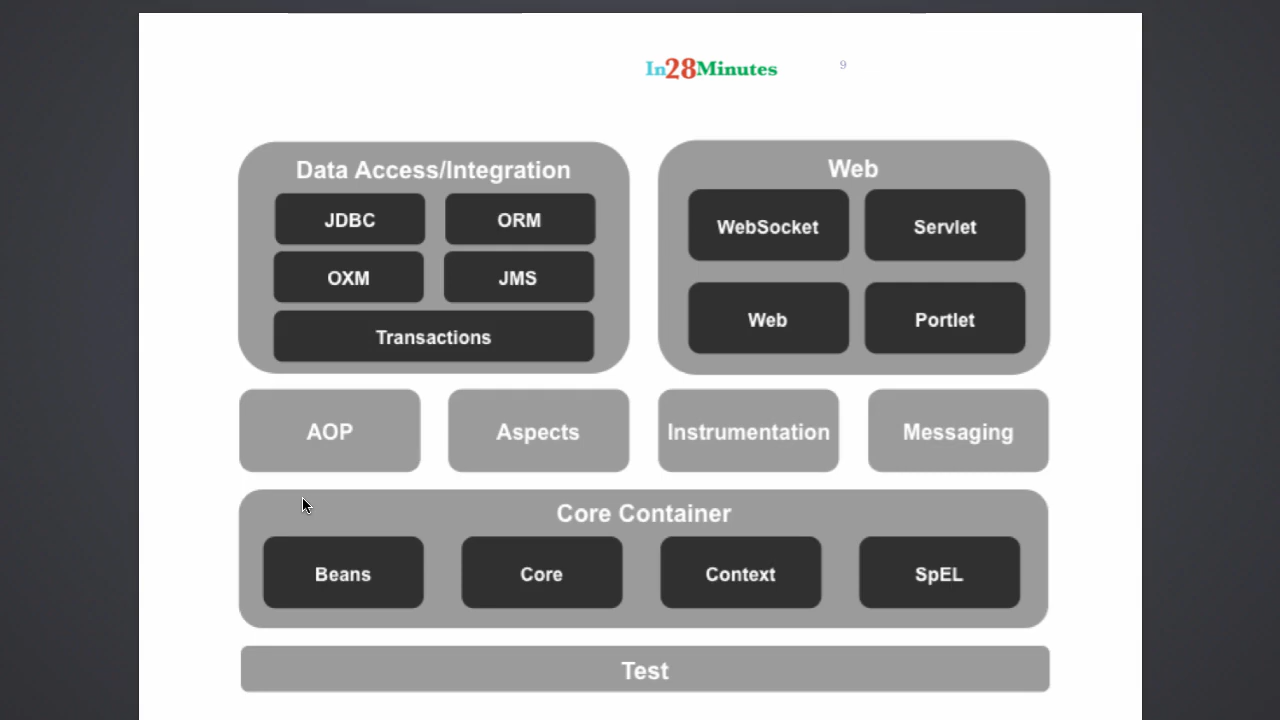 In28Minutes
9
Data Access/Integration
JDBC
ORM
OXM
JMS
Transactions
Web
WebSocket
Servlet
Web
Portlet
AOP
Aspects
Instrumentation
Messaging
Core Container
Beans
Core
Context
SpEL
Test